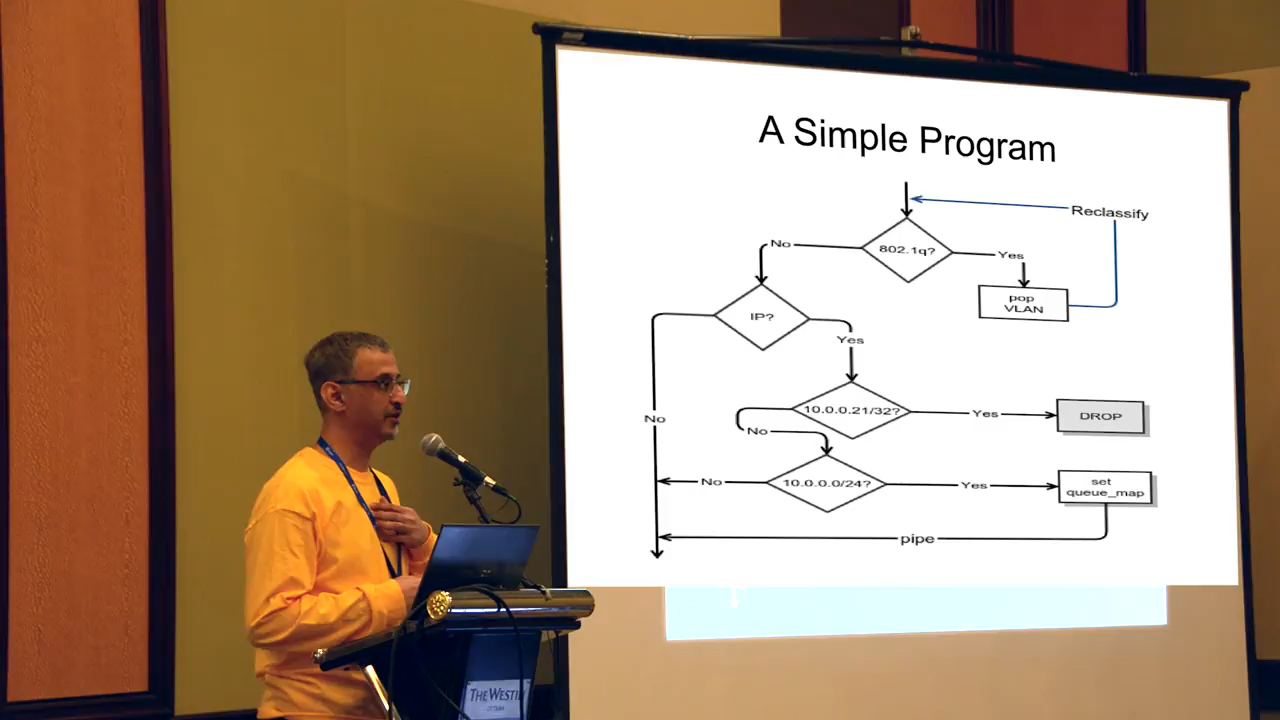 A Simple Program
Reclassify
No
802.1q?
Yes
pop
VLAN
IP?
Yes
No
10.0.0.21/32?
Yes
DROP
No
No
10.0.0.0/24?
Yes
set
queue_map
pipe
THE WESTIN
OTTAWA